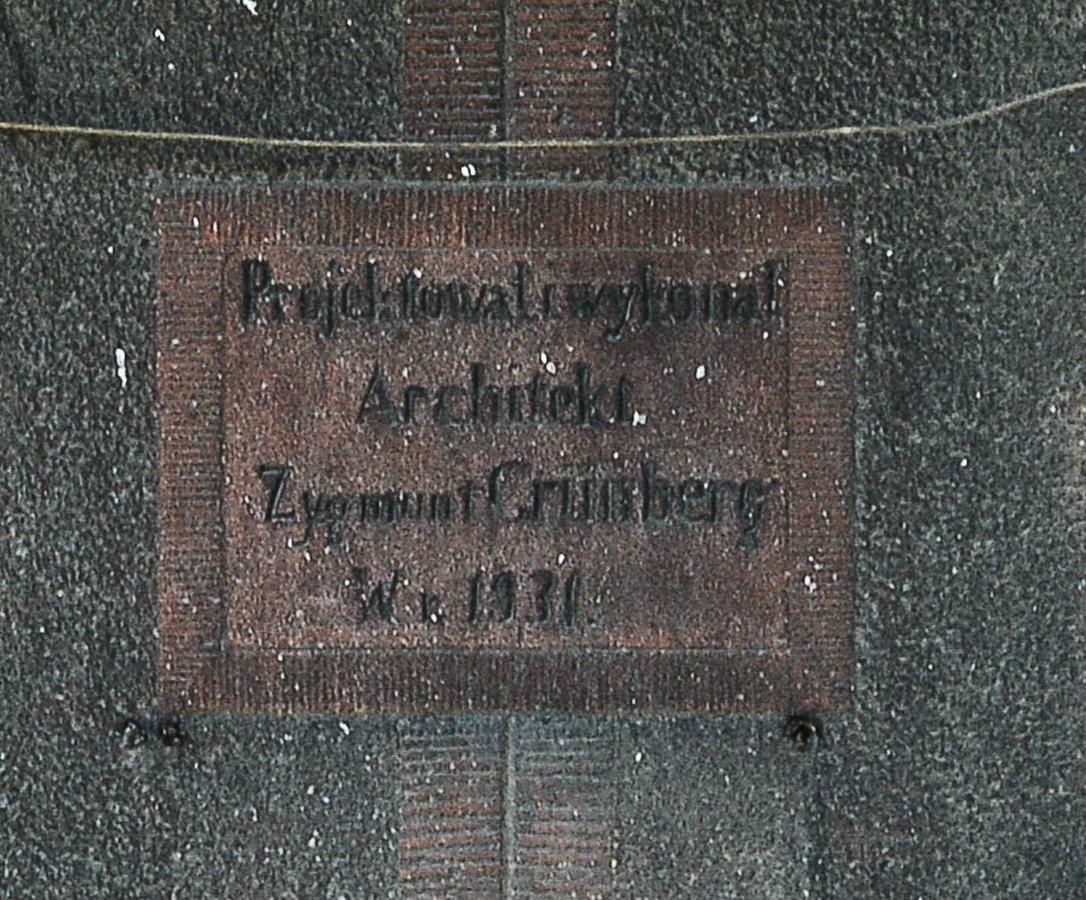 Projektował i wykonał
Architekt
Zygmunt Grünberg
W r. 1931.